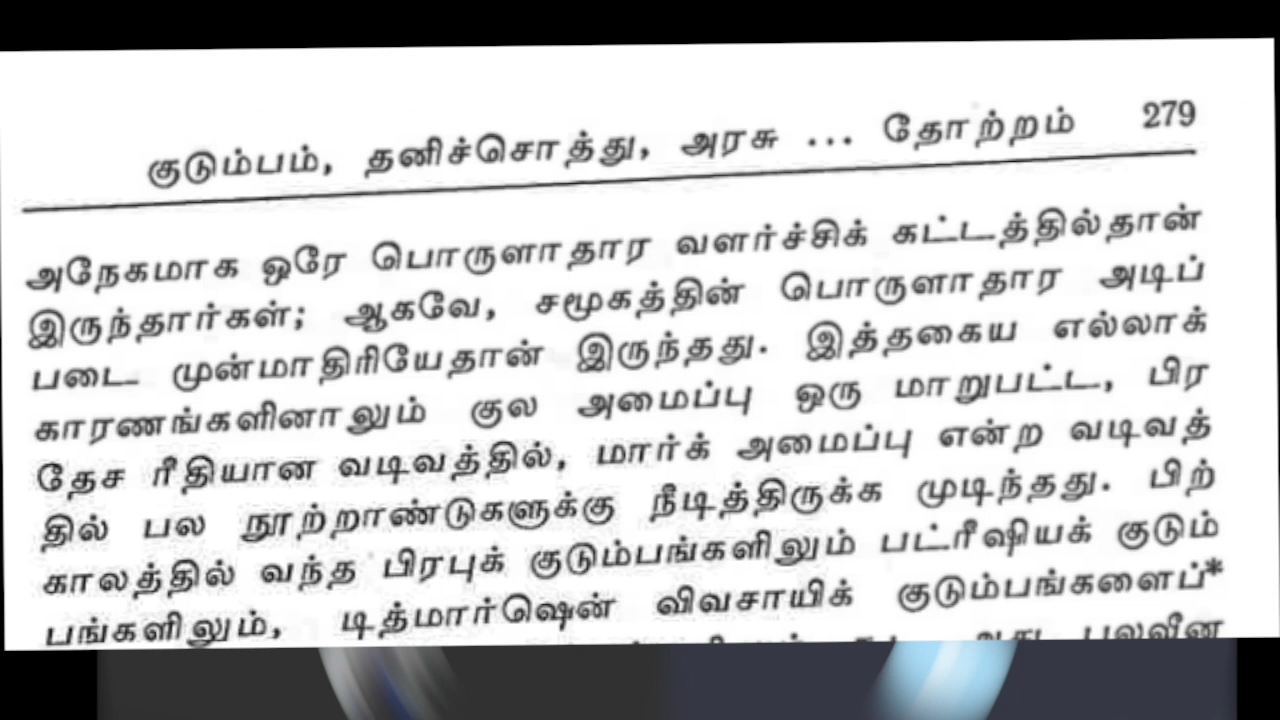 குடும்பம், தனிச்சொத்து, அரசு ... தோற்றம் 279
அநேகமாக ஒரே பொருளாதார வளர்ச்சிக் கட்டத்தில்தான்
இருந்தார்கள்; ஆகவே, சமூகத்தின் பொருளாதார அடிப்
படை முன்மாதிரியேதான் இருந்தது. இத்தகைய எல்லாக்
காரணங்களினாலும் குல அமைப்பு ஒரு மாறுபட்ட, பிர
தேச ரீதியான வடிவத்தில், மார்க் அமைப்பு என்ற வடிவத்
தில் பல நூற்றாண்டுகளுக்கு நீடித்திருக்க முடிந்தது. பிற்
காலத்தில் வந்த பிரபுக் குடும்பங்களிலும் பட்ரீஷியக் குடும்
பங்களிலும், டித்மார்ஷென் விவசாயிக் குடும்பங்களைப்*
கூட அது பலவீன